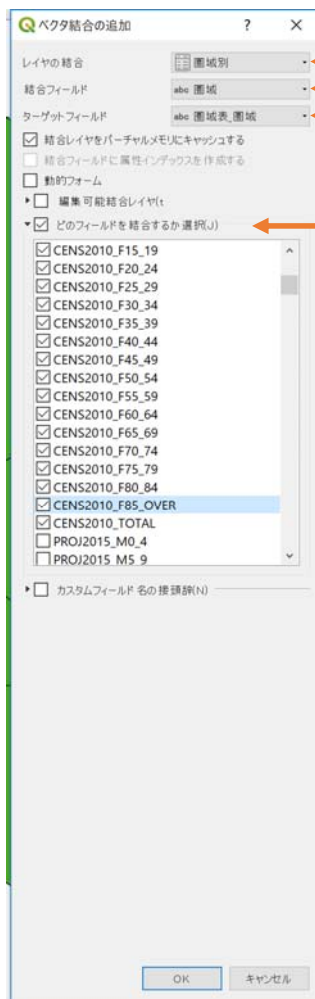 ベクタ結合の追加 ? ×
レイヤの結合 圏域別
結合フィールド abc 圏域
ターゲットフィールド abc 圏域表_圏域
結合レイヤをバーチャルメモリにキャッシュする
結合フィールドに属性インデックスを作成する
動的フォーム
編集可能結合レイヤ(t
どのフィールドを結合するか選択(J)
CENS2010_F15_19
CENS2010_F20_24
CENS2010_F25_29
CENS2010_F30_34
CENS2010_F35_39
CENS2010_F40_44
CENS2010_F45_49
CENS2010_F50_54
CENS2010_F55_59
CENS2010_F60_64
CENS2010_F65_69
CENS2010_F70_74
CENS2010_F75_79
CENS2010_F80_84
CENS2010_F85_OVER
CENS2010_TOTAL
PROJ2015_M0_4
PROJ2015_M5_9
カスタムフィールド名の接頭辞(N)
OK キャンセル